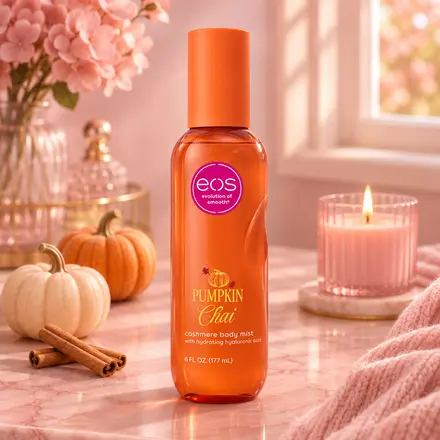 eos
evolution of
smooth®
PUMPKIN
Chai
cashmere body mist
with hydrating hyaluronic acid
6 FL OZ. (177 mL)